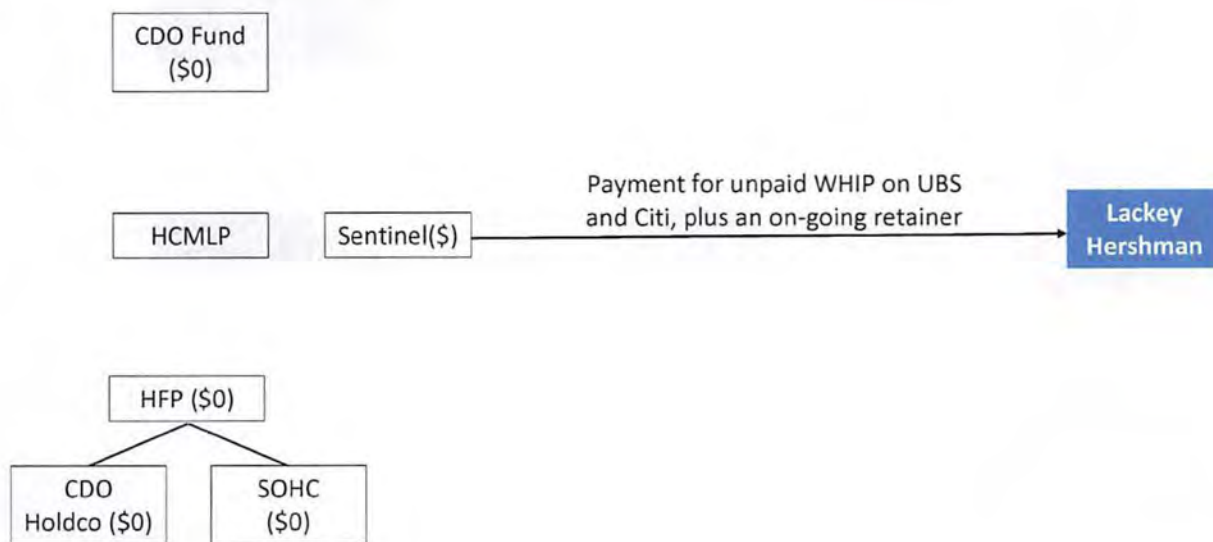 CDO Fund
($0)
Payment for unpaid WHIP on UBS
and Citi, plus an on-going retainer
HCMLP
Sentinel($)
Lackey
Hershman
HFP ($0)
CDO
Holdco ($0)
SOHC
($0)